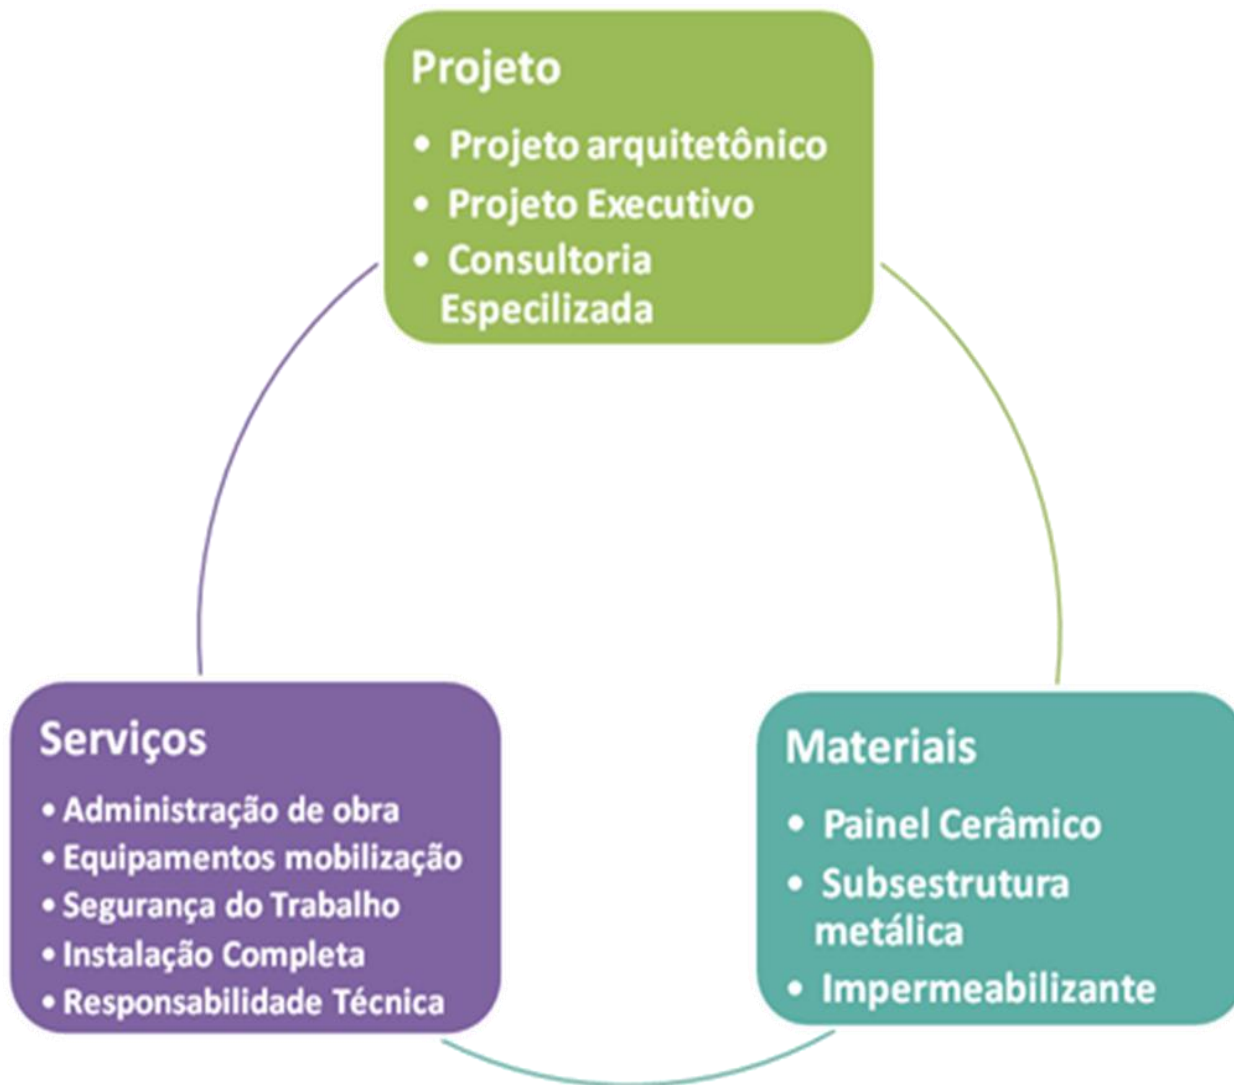 Projeto
• Projeto arquitetônico
• Projeto Executivo
• Consultoria
Especilizada
Serviços
• Administração de obra
• Equipamentos mobilização
• Segurança do Trabalho
• Instalação Completa
• Responsabilidade Técnica
Materiais
• Painel Cerâmico
• Subsestrutura
metálica
• Impermeabilizante